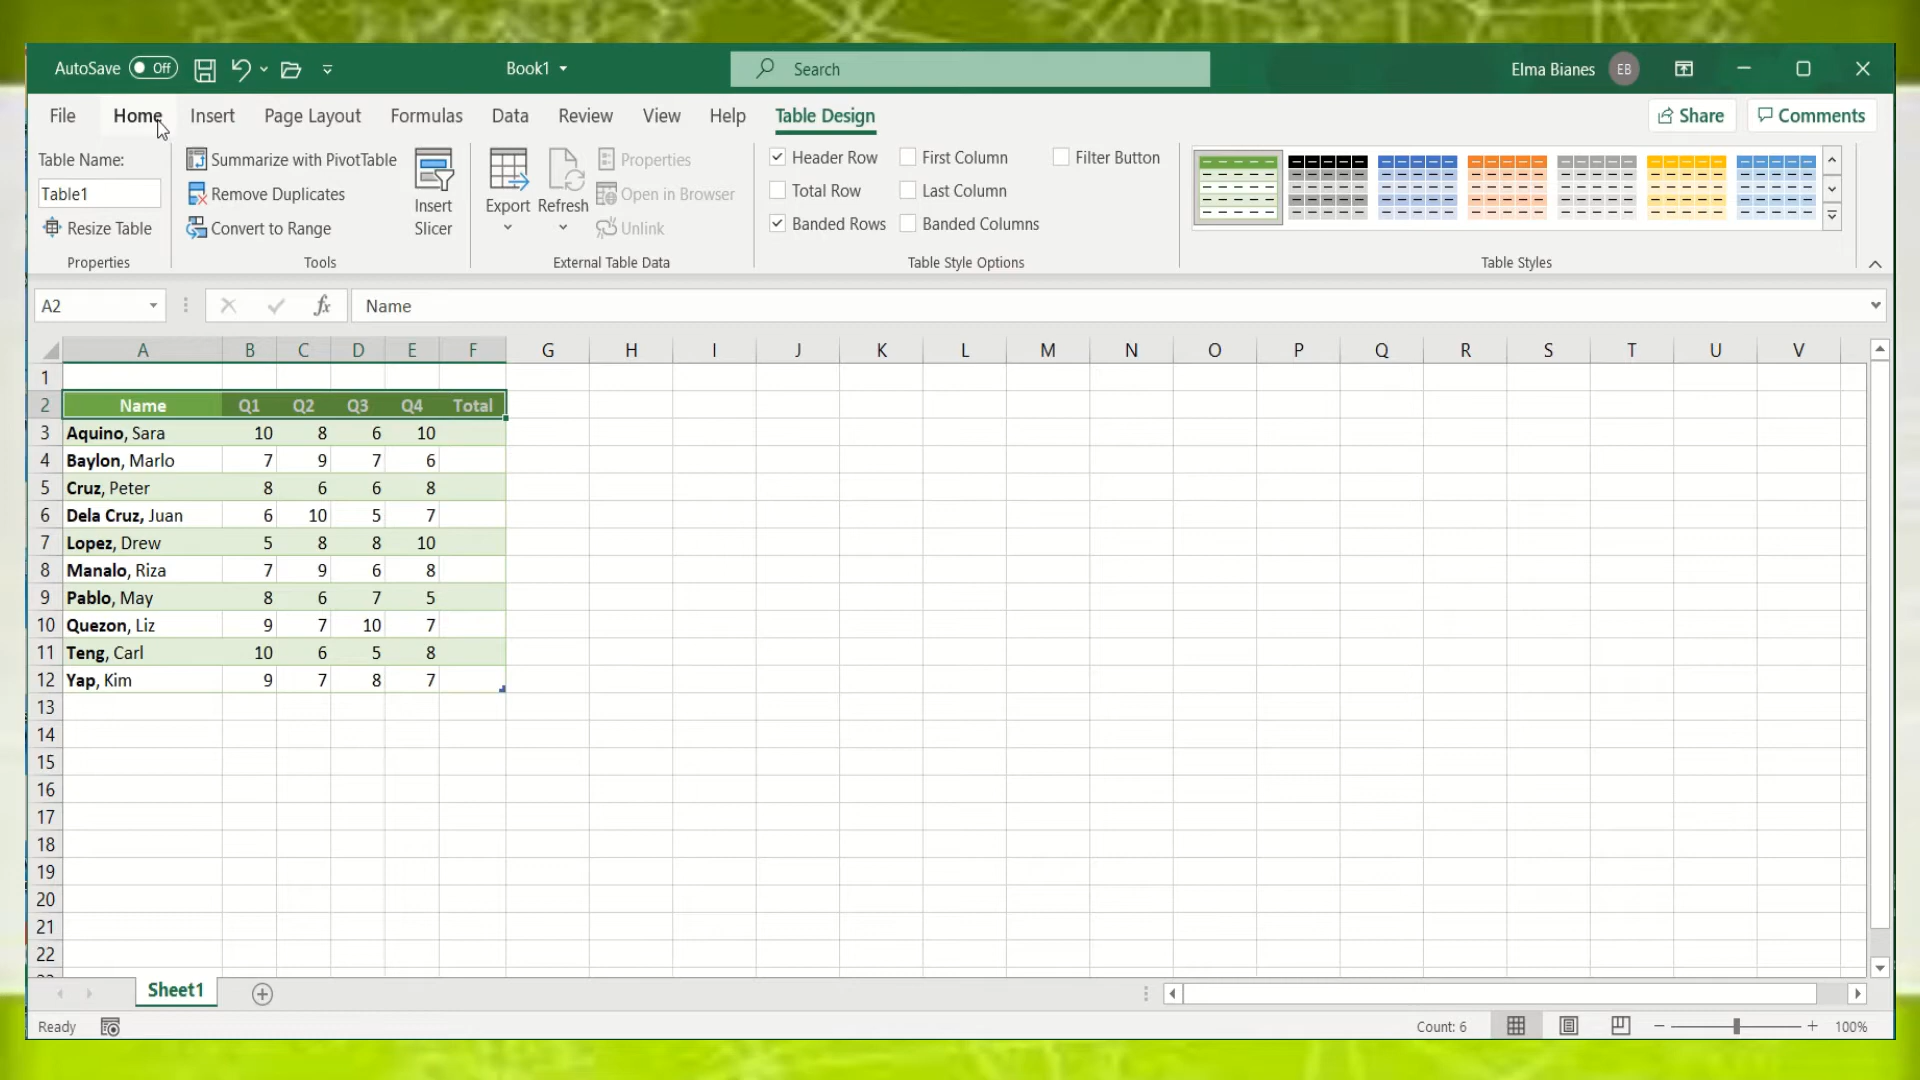 AutoSave Off Book1 Search Elma Bianes EB
File Home Insert Page Layout Formulas Data Review View Help Table Design Share Comments
Table Name:
Table1
Resize Table
Properties
Summarize with PivotTable
Remove Duplicates
Convert to Range
Insert Slicer
Tools
Export Refresh
Properties
Open in Browser
Unlink
External Table Data
Header Row First Column Filter Button
Total Row Last Column
Banded Rows Banded Columns
Table Style Options
Table Styles
A2 fx Name
A B C D E F G H I J K L M N O P Q R S T U V
1
2 Name Q1 Q2 Q3 Q4 Total
3 Aquino, Sara 10 8 6 10
4 Baylon, Marlo 7 9 7 6
5 Cruz, Peter 8 6 6 8
6 Dela Cruz, Juan 6 10 5 7
7 Lopez, Drew 5 8 8 10
8 Manalo, Riza 7 9 6 8
9 Pablo, May 8 6 7 5
10 Quezon, Liz 9 7 10 7
11 Teng, Carl 10 6 5 8
12 Yap, Kim 9 7 8 7
13
14
15
16
17
18
19
20
21
22
Sheet1
Ready Count: 6 100%